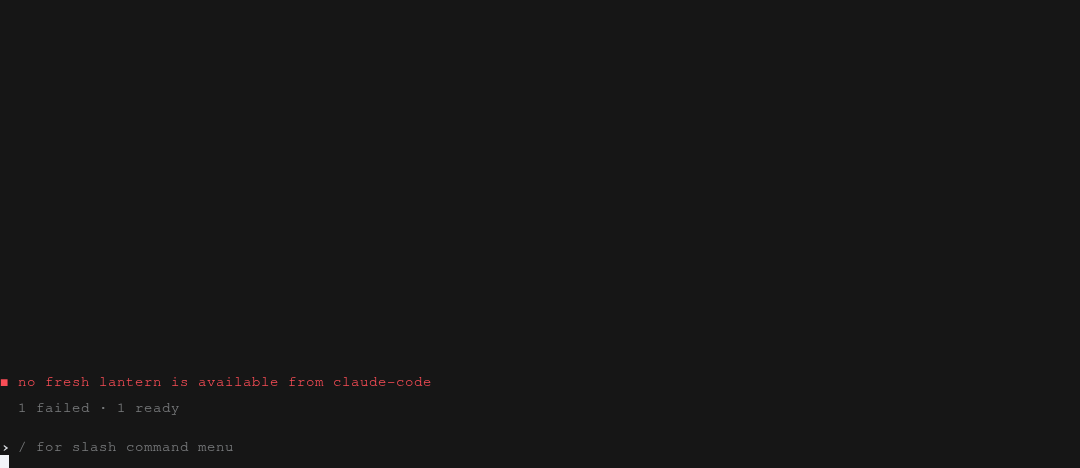 ■ no fresh lantern is available from claude-code
1 failed · 1 ready
› / for slash command menu